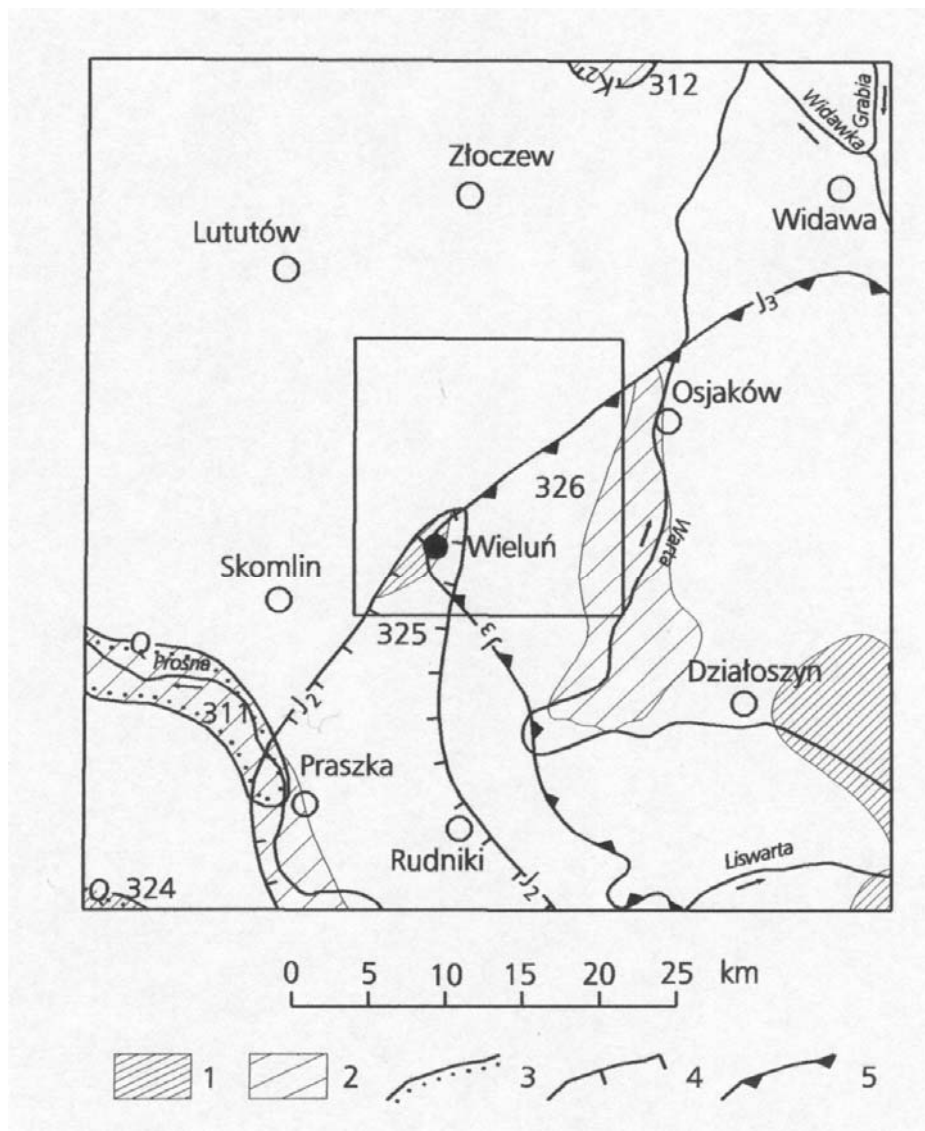 K₂
312
Widawka
Grabia
Złoczew
Widawa
Lututów
J₃
Osjaków
326
Warta
Wieluń
Skomlin
325
J₃
Q
Prosna
Działoszyn
311
J₂
Praszka
Rudniki
Liswarta
J₂
Q 324
0 5 10 15 20 25 km
1 2 3 4 5